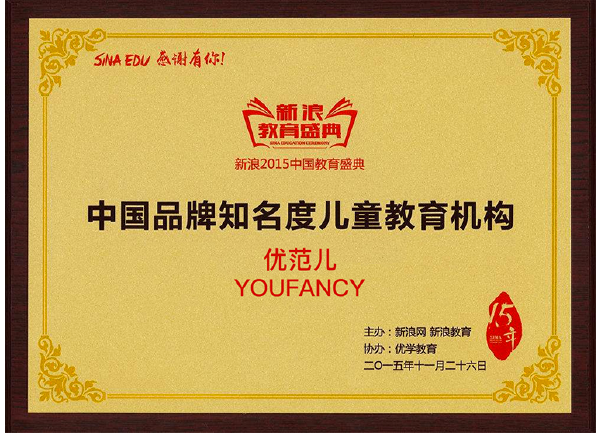 SINA EDU 感谢有你!
新浪
教育盛典
SINA EDUCATION CEREMONY
新浪2015中国教育盛典
中国品牌知名度儿童教育机构
优范儿
YOUFANCY
15年
SINA
主办：新浪网 新浪教育
协办：优学教育
二〇一五年十一月二十六日